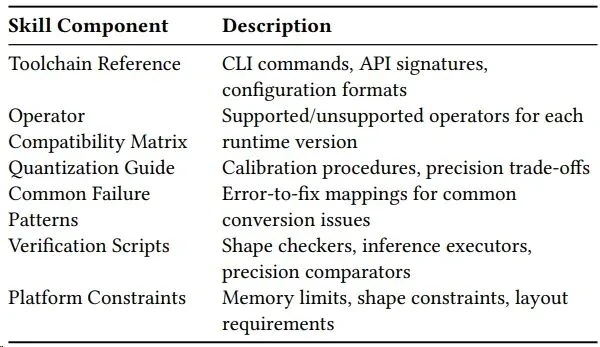 Skill Component Description
Toolchain Reference CLI commands, API signatures,
configuration formats
Operator Supported/unsupported operators for each
Compatibility Matrix runtime version
Quantization Guide Calibration procedures, precision trade-offs
Common Failure Error-to-fix mappings for common
Patterns conversion issues
Verification Scripts Shape checkers, inference executors,
precision comparators
Platform Constraints Memory limits, shape constraints, layout
requirements